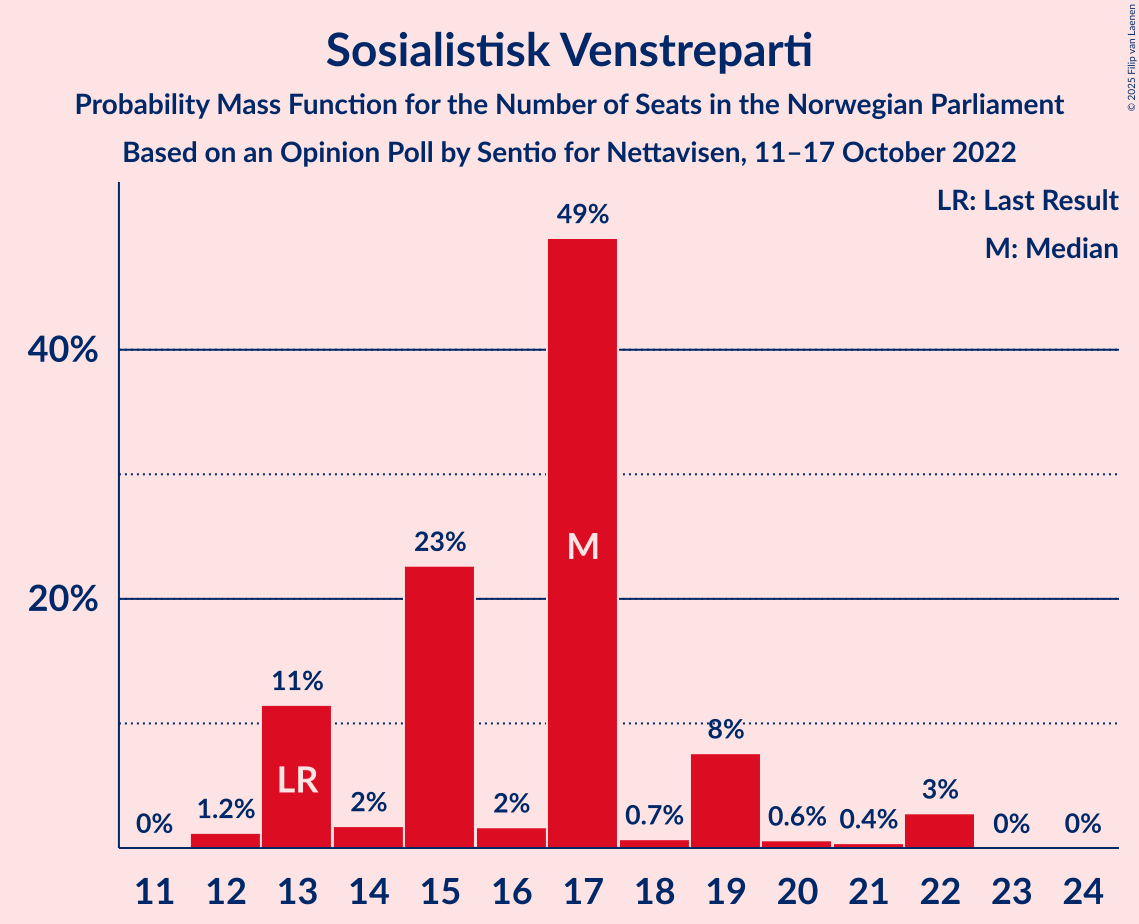 Sosialistisk Venstreparti
Probability Mass Function for the Number of Seats in the Norwegian Parliament
Based on an Opinion Poll by Sentio for Nettavisen, 11–17 October 2022
© 2025 Filip van Laenen
LR: Last Result
M: Median
49%
40%
23%
M
20%
11%
8%
LR
3%
0%
1.2%
2%
2%
0.7%
0.6%
0.4%
0%
0%
11 12 13 14 15 16 17 18 19 20 21 22 23 24